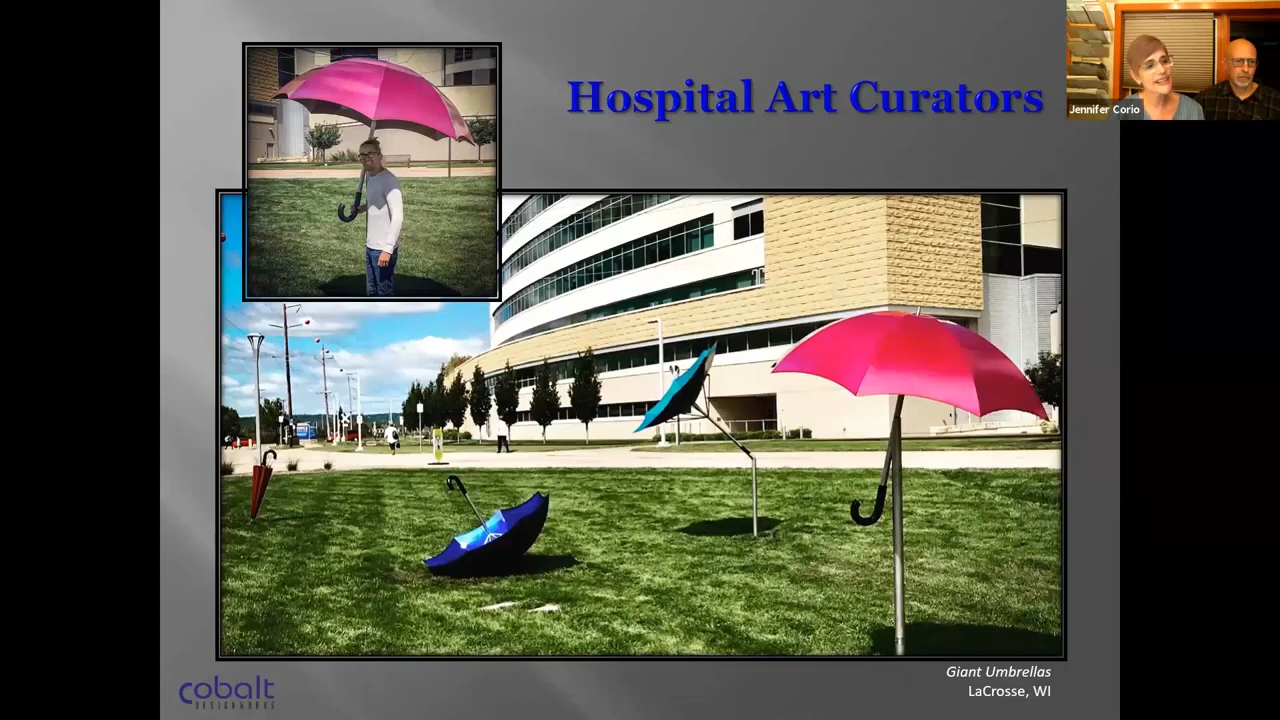 Hospital Art Curators
Jennifer Corio
Giant Umbrellas
LaCrosse, WI
cobalt
DESIGNWORKS